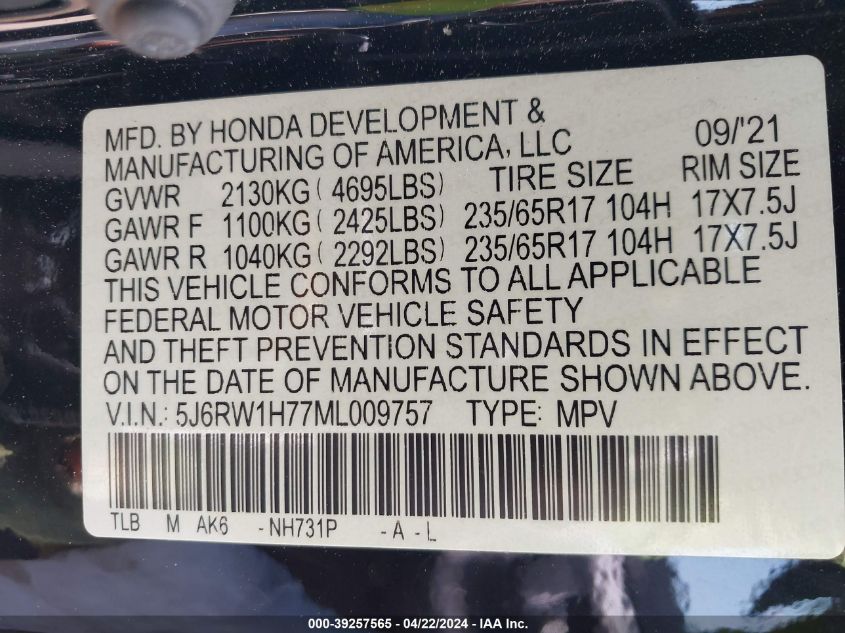 MFD. BY HONDA DEVELOPMENT &
MANUFACTURING OF AMERICA, LLC 09/'21
GVWR 2130KG ( 4695LBS) TIRE SIZE RIM SIZE
GAWR F 1100KG ( 2425LBS) 235/65R17 104H 17X7.5J
GAWR R 1040KG ( 2292LBS) 235/65R17 104H 17X7.5J
THIS VEHICLE CONFORMS TO ALL APPLICABLE
FEDERAL MOTOR VEHICLE SAFETY
AND THEFT PREVENTION STANDARDS IN EFFECT
ON THE DATE OF MANUFACTURE SHOWN ABOVE.
V.I.N.: 5J6RW1H77ML009757 TYPE: MPV
TLB M AK6 -NH731P -A-L
000-39257565 - 04/22/2024 - IAA Inc.